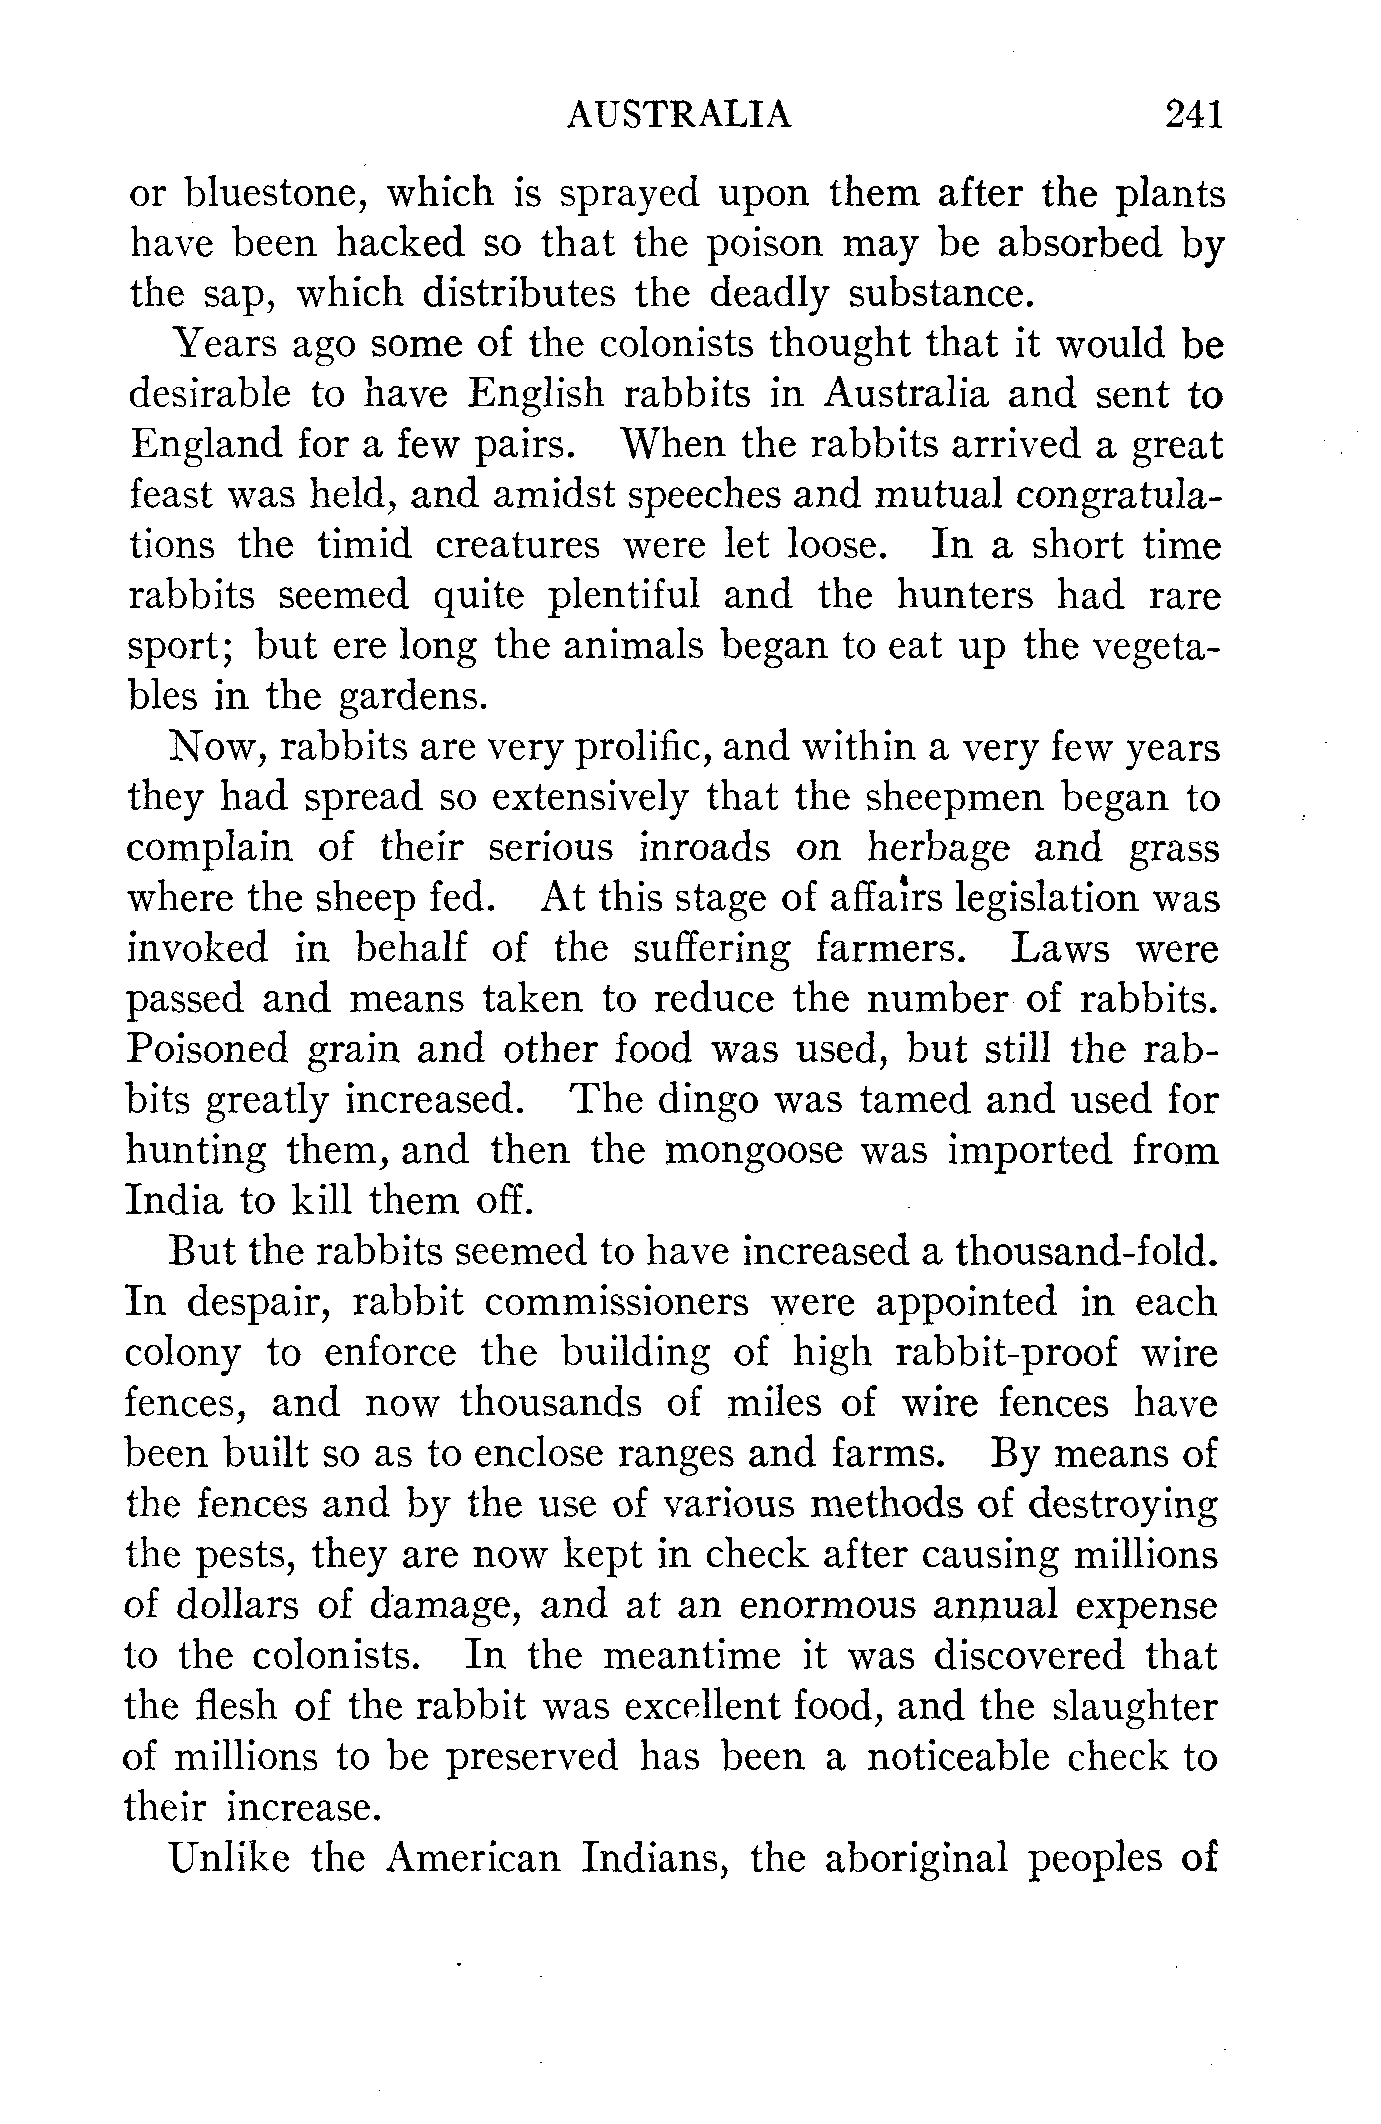 AUSTRALIA 241
or bluestone, which is sprayed upon them after the plants
have been hacked so that the poison may be absorbed by
the sap, which distributes the deadly substance.
Years ago some of the colonists thought that it would be
desirable to have English rabbits in Australia and sent to
England for a few pairs. When the rabbits arrived a great
feast was held, and amidst speeches and mutual congratula-
tions the timid creatures were let loose. In a short time
rabbits seemed quite plentiful and the hunters had rare
sport; but ere long the animals began to eat up the vegeta-
bles in the gardens.
Now, rabbits are very prolific, and within a very few years
they had spread so extensively that the sheepmen began to
complain of their serious inroads on herbage and grass
where the sheep fed. At this stage of affairs legislation was
invoked in behalf of the suffering farmers. Laws were
passed and means taken to reduce the number of rabbits.
Poisoned grain and other food was used, but still the rab-
bits greatly increased. The dingo was tamed and used for
hunting them, and then the mongoose was imported from
India to kill them off.
But the rabbits seemed to have increased a thousand-fold.
In despair, rabbit commissioners were appointed in each
colony to enforce the building of high rabbit-proof wire
fences, and now thousands of miles of wire fences have
been built so as to enclose ranges and farms. By means of
the fences and by the use of various methods of destroying
the pests, they are now kept in check after causing millions
of dollars of damage, and at an enormous annual expense
to the colonists. In the meantime it was discovered that
the flesh of the rabbit was excellent food, and the slaughter
of millions to be preserved has been a noticeable check to
their increase.
Unlike the American Indians, the aboriginal peoples of